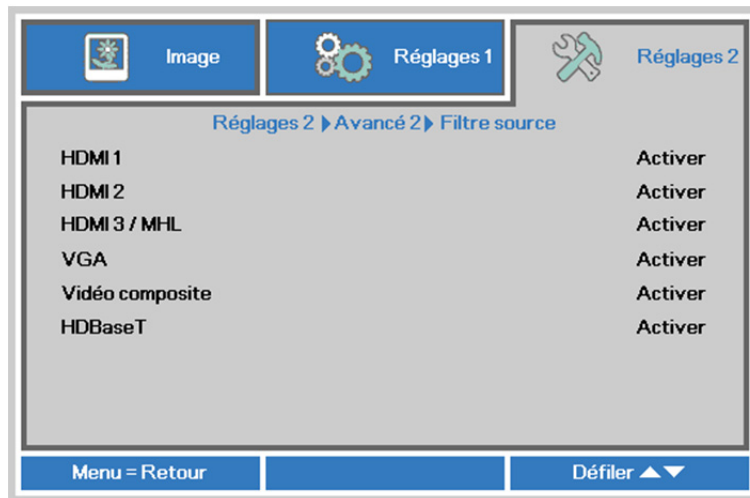 Image Réglages 1 Réglages 2
Réglages 2 ▶ Avancé 2 ▶ Filtre source
HDMI 1 Activer
HDMI 2 Activer
HDMI 3 / MHL Activer
VGA Activer
Vidéo composite Activer
HDBaseT Activer
Menu = Retour Défiler ▲▼